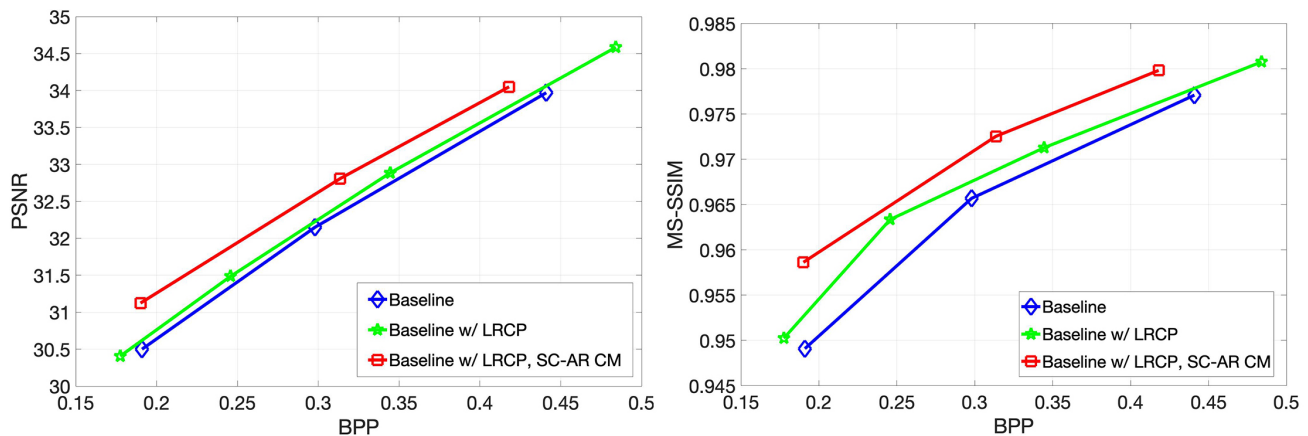 35
34.5
34
33.5
33
32.5
32
31.5
31
30.5
30
PSNR
0.15 0.2 0.25 0.3 0.35 0.4 0.45 0.5
BPP
Baseline
Baseline w/ LRCP
Baseline w/ LRCP, SC-AR CM
0.985
0.98
0.975
0.97
0.965
0.96
0.955
0.95
0.945
MS-SSIM
0.15 0.2 0.25 0.3 0.35 0.4 0.45 0.5
BPP
Baseline
Baseline w/ LRCP
Baseline w/ LRCP, SC-AR CM